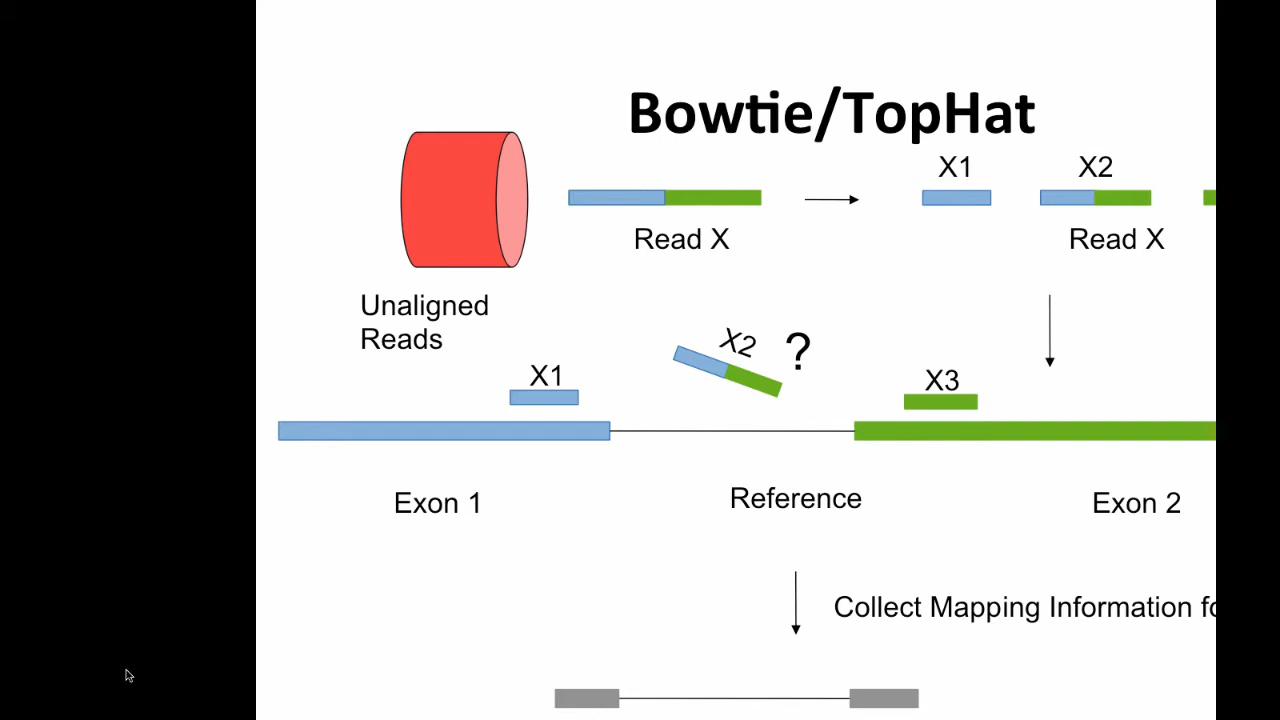 Bowtie/TopHat
X1
X2
Read X
Read X
Unaligned
Reads
X1
X2
?
X3
Exon 1
Reference
Exon 2
Collect Mapping Information